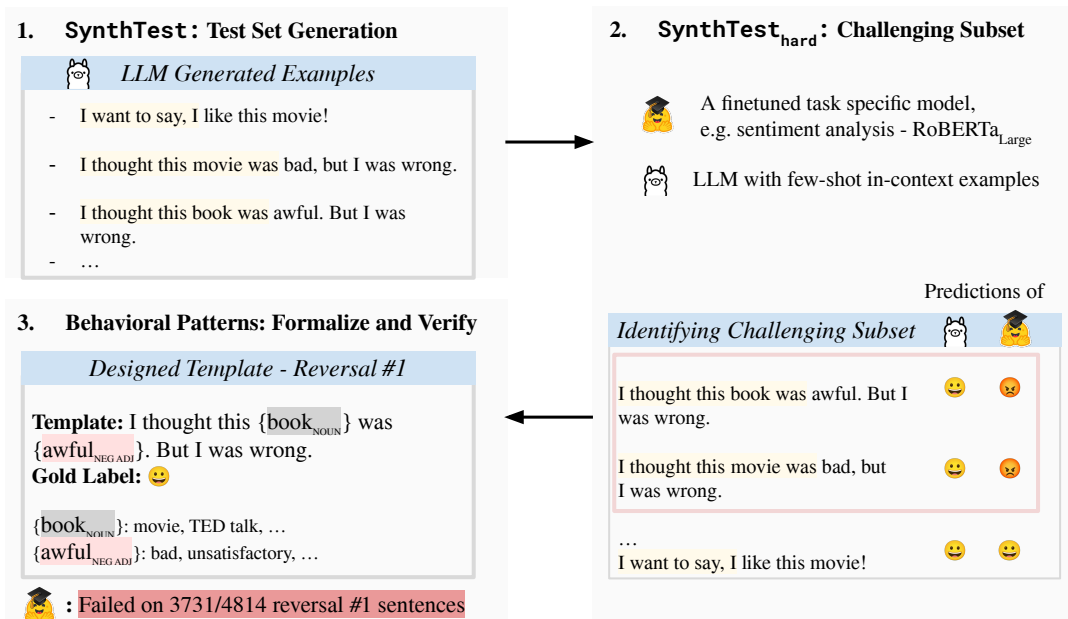 1. SynthTest: Test Set Generation
LLM Generated Examples
- I want to say, I like this movie!
- I thought this movie was bad, but I was wrong.
- I thought this book was awful. But I was
wrong.
- …
2. SynthTest_hard: Challenging Subset
A finetuned task specific model,
e.g. sentiment analysis - RoBERTa_Large
LLM with few-shot in-context examples
Predictions of
Identifying Challenging Subset
I thought this book was awful. But I
was wrong.
I thought this movie was bad, but
I was wrong.
…
I want to say, I like this movie!
3. Behavioral Patterns: Formalize and Verify
Designed Template - Reversal #1
Template: I thought this {book_NOUN} was
{awful_NEG ADJ}. But I was wrong.
Gold Label: 😀
{book_NOUN}: movie, TED talk, …
{awful_NEG ADJ}: bad, unsatisfactory, …
: Failed on 3731/4814 reversal #1 sentences